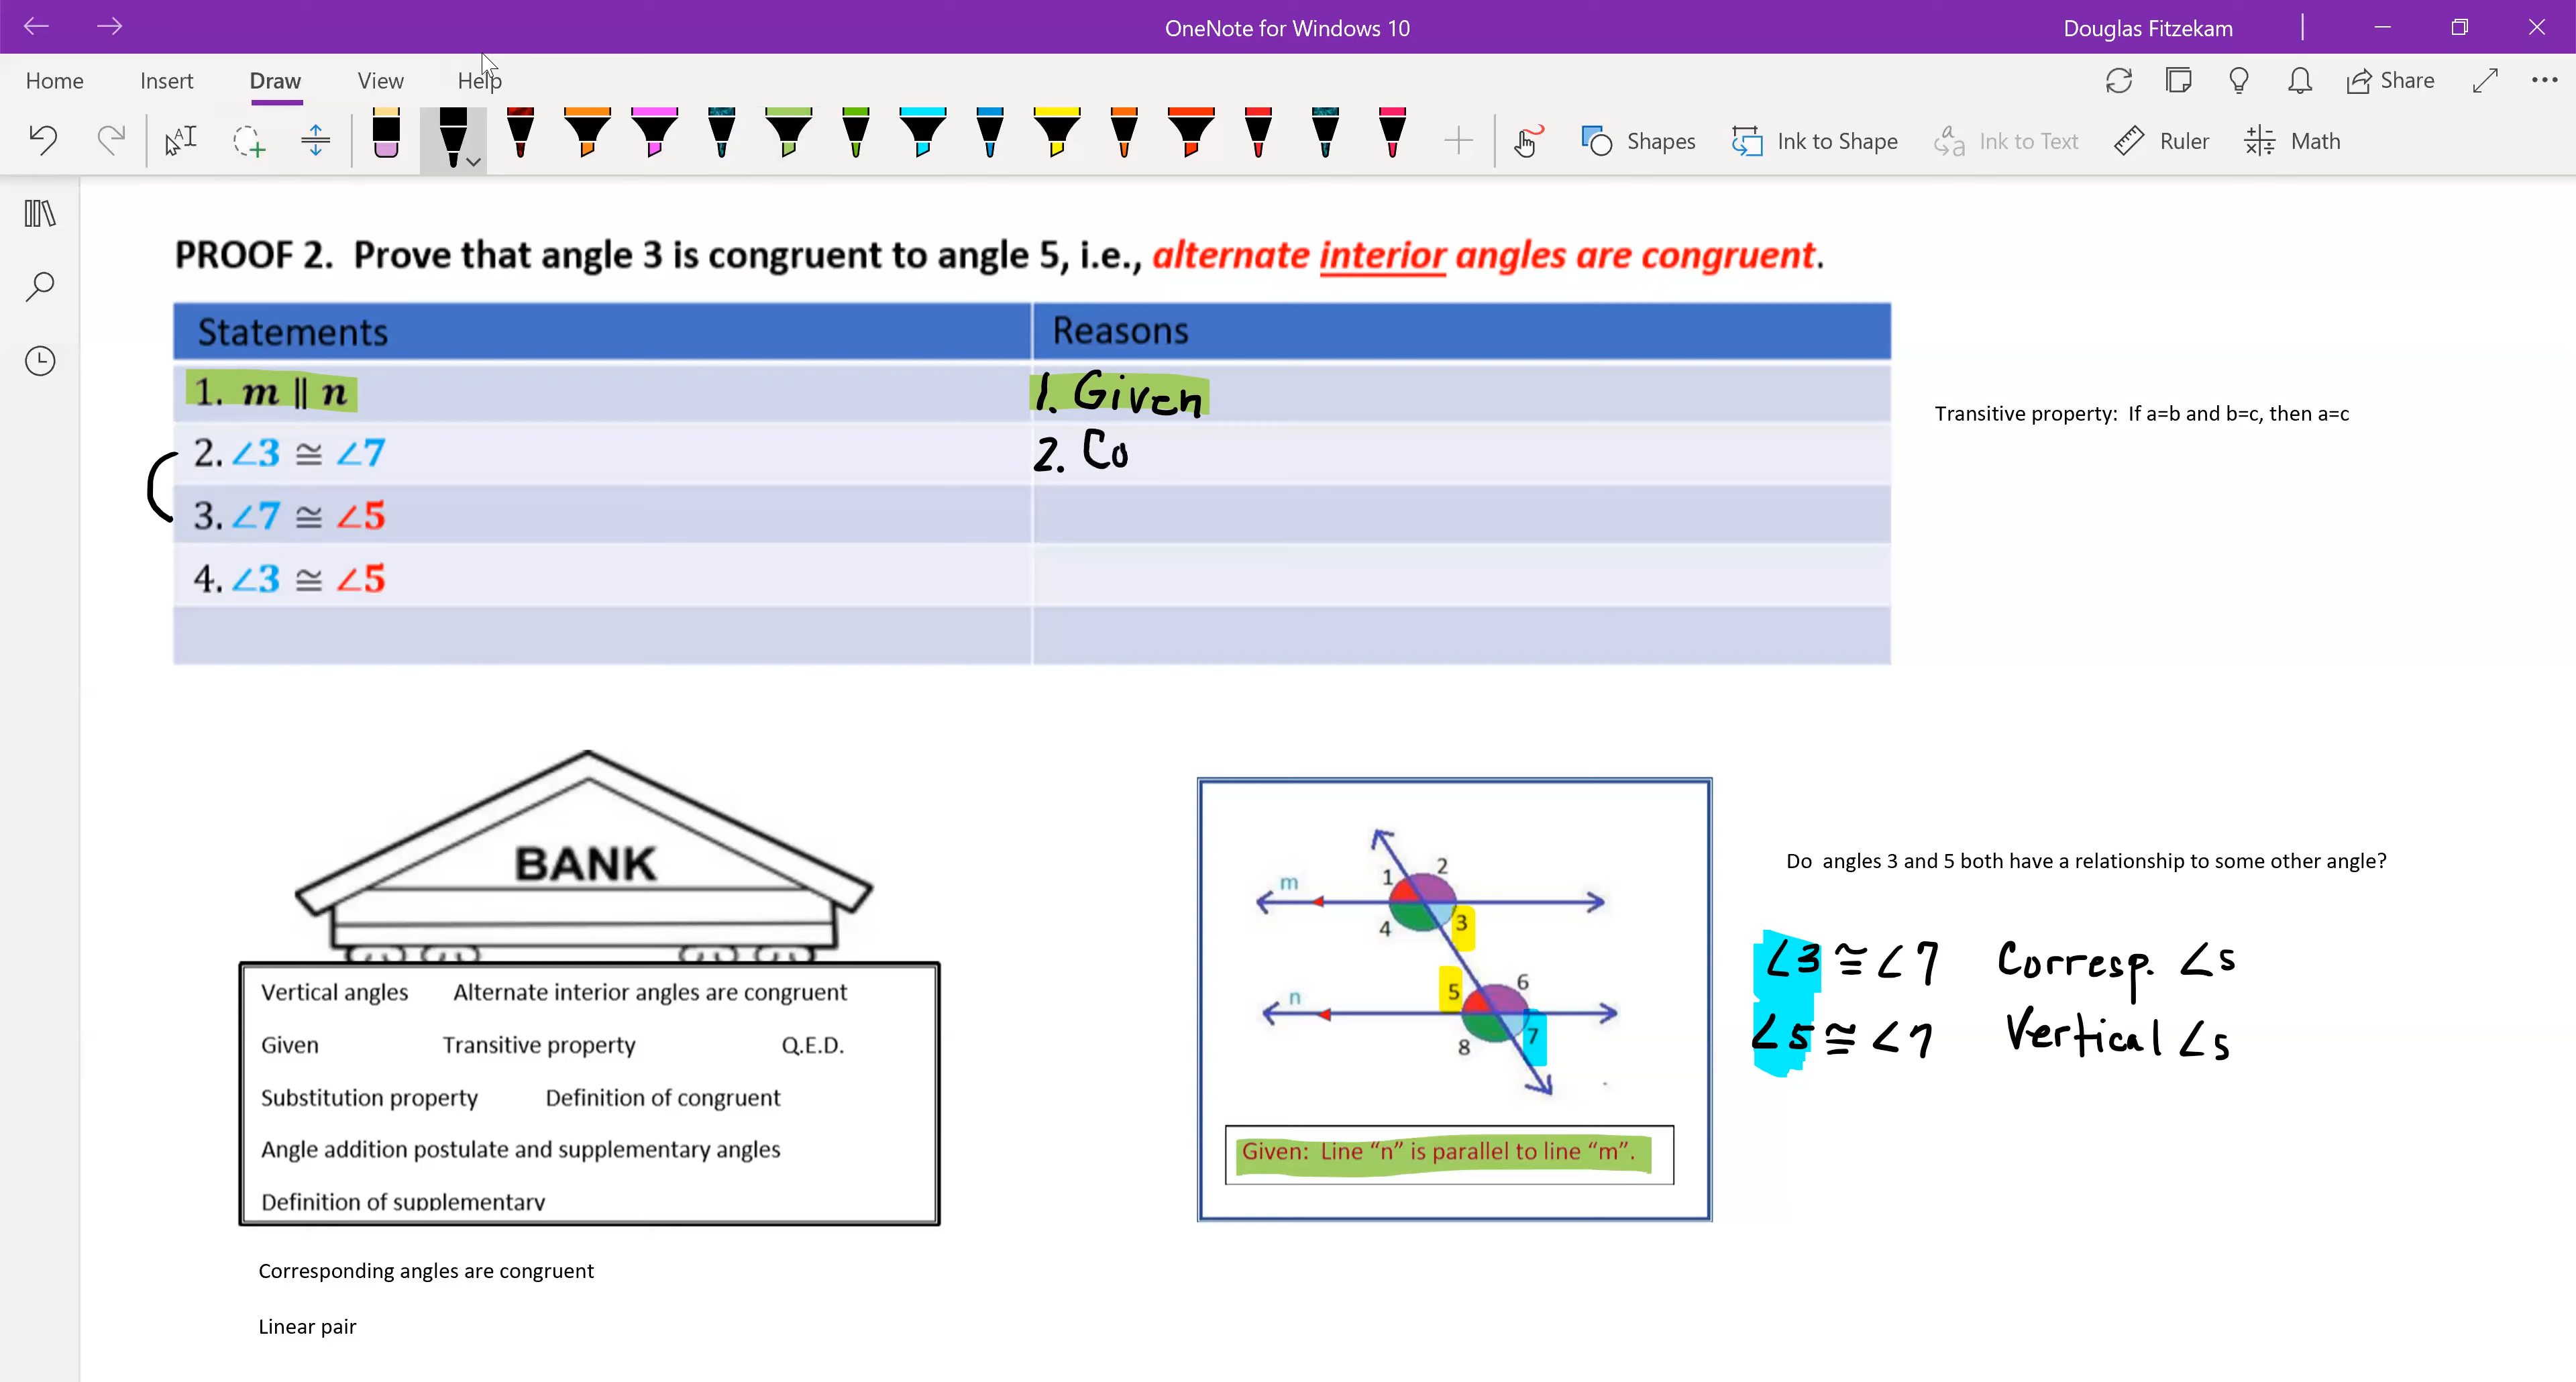 OneNote for Windows 10 Douglas Fitzekam
Home Insert Draw View Help Share
Shapes Ink to Shape Ink to Text Ruler Math
PROOF 2. Prove that angle 3 is congruent to angle 5, i.e., alternate interior angles are congruent.
Statements Reasons
1. m ∥ n 1. Given
Transitive property: If a=b and b=c, then a=c
2. ∠3 ≅ ∠7 2. Co
3. ∠7 ≅ ∠5
4. ∠3 ≅ ∠5
BANK
Vertical angles Alternate interior angles are congruent
Given Transitive property Q.E.D.
Substitution property Definition of congruent
Angle addition postulate and supplementary angles
Definition of supplementary
Corresponding angles are congruent
Linear pair
1 2
m
4 3
5 6
n
8 7
Given: Line "n" is parallel to line "m".
Do angles 3 and 5 both have a relationship to some other angle?
∠3 ≅ ∠7 Corresp. ∠s
∠5 ≅ ∠7 Vertical ∠s